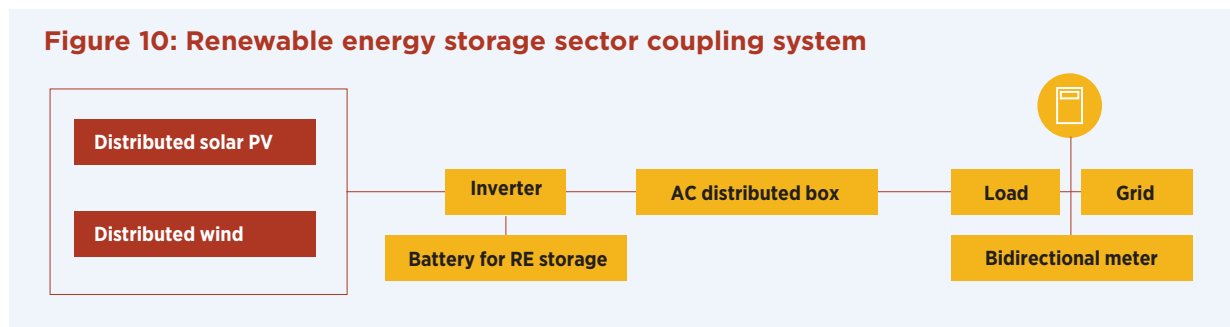 Figure 10: Renewable energy storage sector coupling system
Distributed solar PV
Distributed wind
Inverter
Battery for RE storage
AC distributed box
Load
Grid
Bidirectional meter